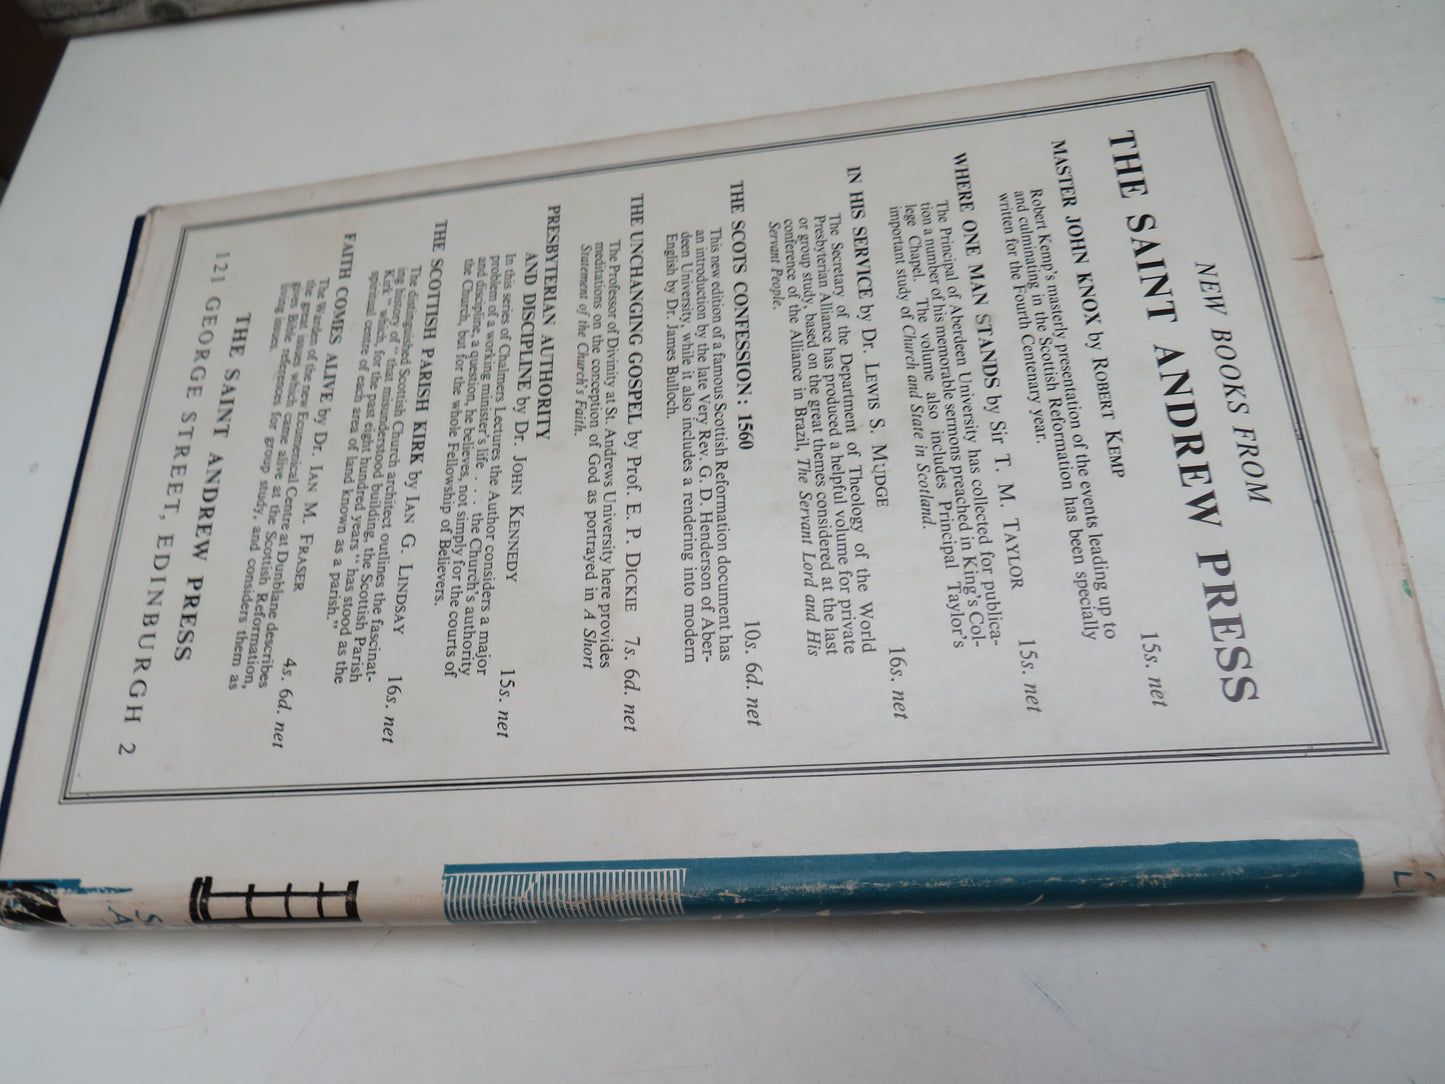 NEW BOOKS FROM
THE SAINT ANDREW PRESS
MASTER JOHN KNOX by ROBERT KEMP 15s. net
Robert Kemp's masterly presentation of the events leading up to
and culminating in the Scottish Reformation has been specially
written for the Fourth Centenary year.
WHERE ONE MAN STANDS by Sir T. M. TAYLOR 15s. net
The Principal of Aberdeen University has collected for publica-
tion a number of his memorable sermons preached in King's Col-
lege Chapel. The volume also includes Principal Taylor's
important study of Church and State in Scotland.
IN HIS SERVICE by Dr. LEWIS S. MUDGE 16s. net
The Secretary of the Department of Theology of the World
Presbyterian Alliance has produced a helpful volume for private
or group study, based on the great themes considered at the last
conference of the Alliance in Brazil, The Servant Lord and His
Servant People.
THE SCOTS CONFESSION: 1560 10s. 6d. net
This new edition of a famous Scottish Reformation document has
an introduction by the late Very Rev. G. D. Henderson of Aber-
deen University, while it also includes a rendering into modern
English by Dr. James Bulloch.
THE UNCHANGING GOSPEL by Prof. E. P. DICKIE 7s. 6d. net
The Professor of Divinity at St. Andrews University here provides
meditations on the conception of God as portrayed in A Short
Statement of the Church's Faith.
PRESBYTERIAN AUTHORITY
AND DISCIPLINE by Dr. JOHN KENNEDY 15s. net
In this series of Chalmers Lectures the Author considers a major
problem of a working minister's life . . . the Church's authority
and discipline, a question, he believes, not simply for the courts of
the Church, but for the whole Fellowship of Believers.
THE SCOTTISH PARISH KIRK by IAN G. LINDSAY 16s. net
The distinguished Scottish Church architect outlines the fascinat-
ing history of "that misunderstood building, the Scottish Parish
Kirk" which, for the past eight hundred years "has stood as the
spiritual centre of each area of land known as a parish."
FAITH COMES ALIVE by Dr. IAN M. FRASER 4s. 6d. net
The Warden of the new Ecumenical Centre at Dunblane describes
the great issues which came alive at the Scottish Reformation,
gives Bible references for group study, and considers them as
living issues.
THE SAINT ANDREW PRESS
121 GEORGE STREET, EDINBURGH 2